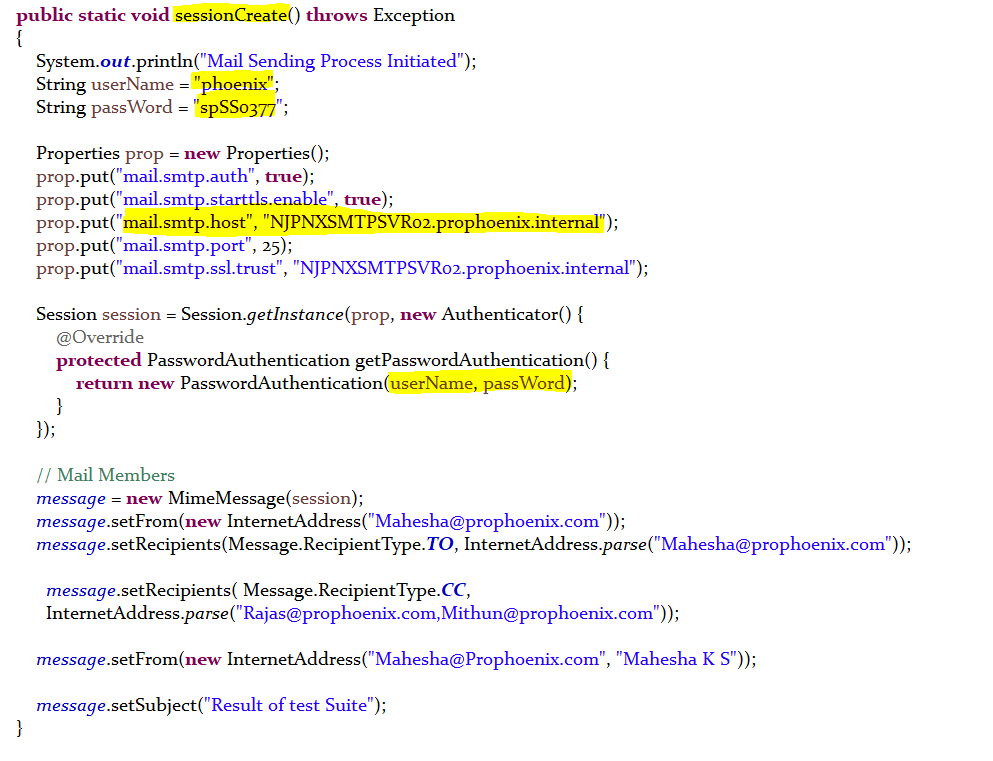 public static void sessionCreate() throws Exception
{
System.out.println("Mail Sending Process Initiated");
String userName = "phoenix";
String passWord = "spSS0377";
Properties prop = new Properties();
prop.put("mail.smtp.auth", true);
prop.put("mail.smtp.starttls.enable", true);
prop.put("mail.smtp.host", "NJPNXSMTPSVR02.prophoenix.internal");
prop.put("mail.smtp.port", 25);
prop.put("mail.smtp.ssl.trust", "NJPNXSMTPSVR02.prophoenix.internal");
Session session = Session.getInstance(prop, new Authenticator() {
@Override
protected PasswordAuthentication getPasswordAuthentication() {
return new PasswordAuthentication(userName, passWord);
}
});
// Mail Members
message = new MimeMessage(session);
message.setFrom(new InternetAddress("Mahesha@prophoenix.com"));
message.setRecipients(Message.RecipientType.TO, InternetAddress.parse("Mahesha@prophoenix.com"));
message.setRecipients( Message.RecipientType.CC,
InternetAddress.parse("Rajas@prophoenix.com,Mithun@prophoenix.com"));
message.setFrom(new InternetAddress("Mahesha@Prophoenix.com", "Mahesha K S"));
message.setSubject("Result of test Suite");
}